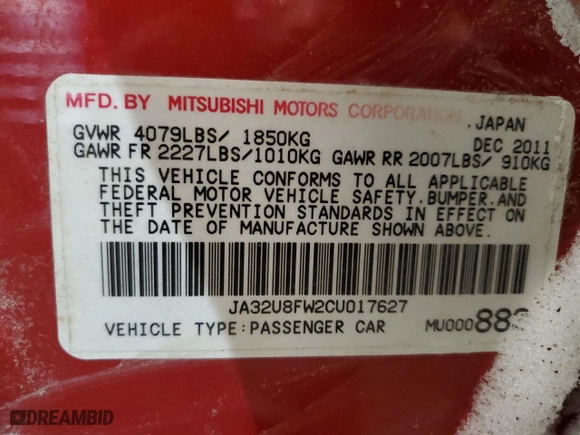 MFD. BY MITSUBISHI MOTORS CORPORATION. JAPAN
GVWR 4079LBS/ 1850KG DEC 2011
GAWR FR 2227LBS/1010KG GAWR RR 2007LBS/ 910KG
THIS VEHICLE CONFORMS TO ALL APPLICABLE
FEDERAL MOTOR VEHICLE SAFETY.BUMPER.AND
THEFT PREVENTION STANDARDS IN EFFECT ON
THE DATE OF MANUFACTURE SHOWN ABOVE.
JA32U8FW2CU017627
VEHICLE TYPE:PASSENGER CAR MU000883
DREAMBID